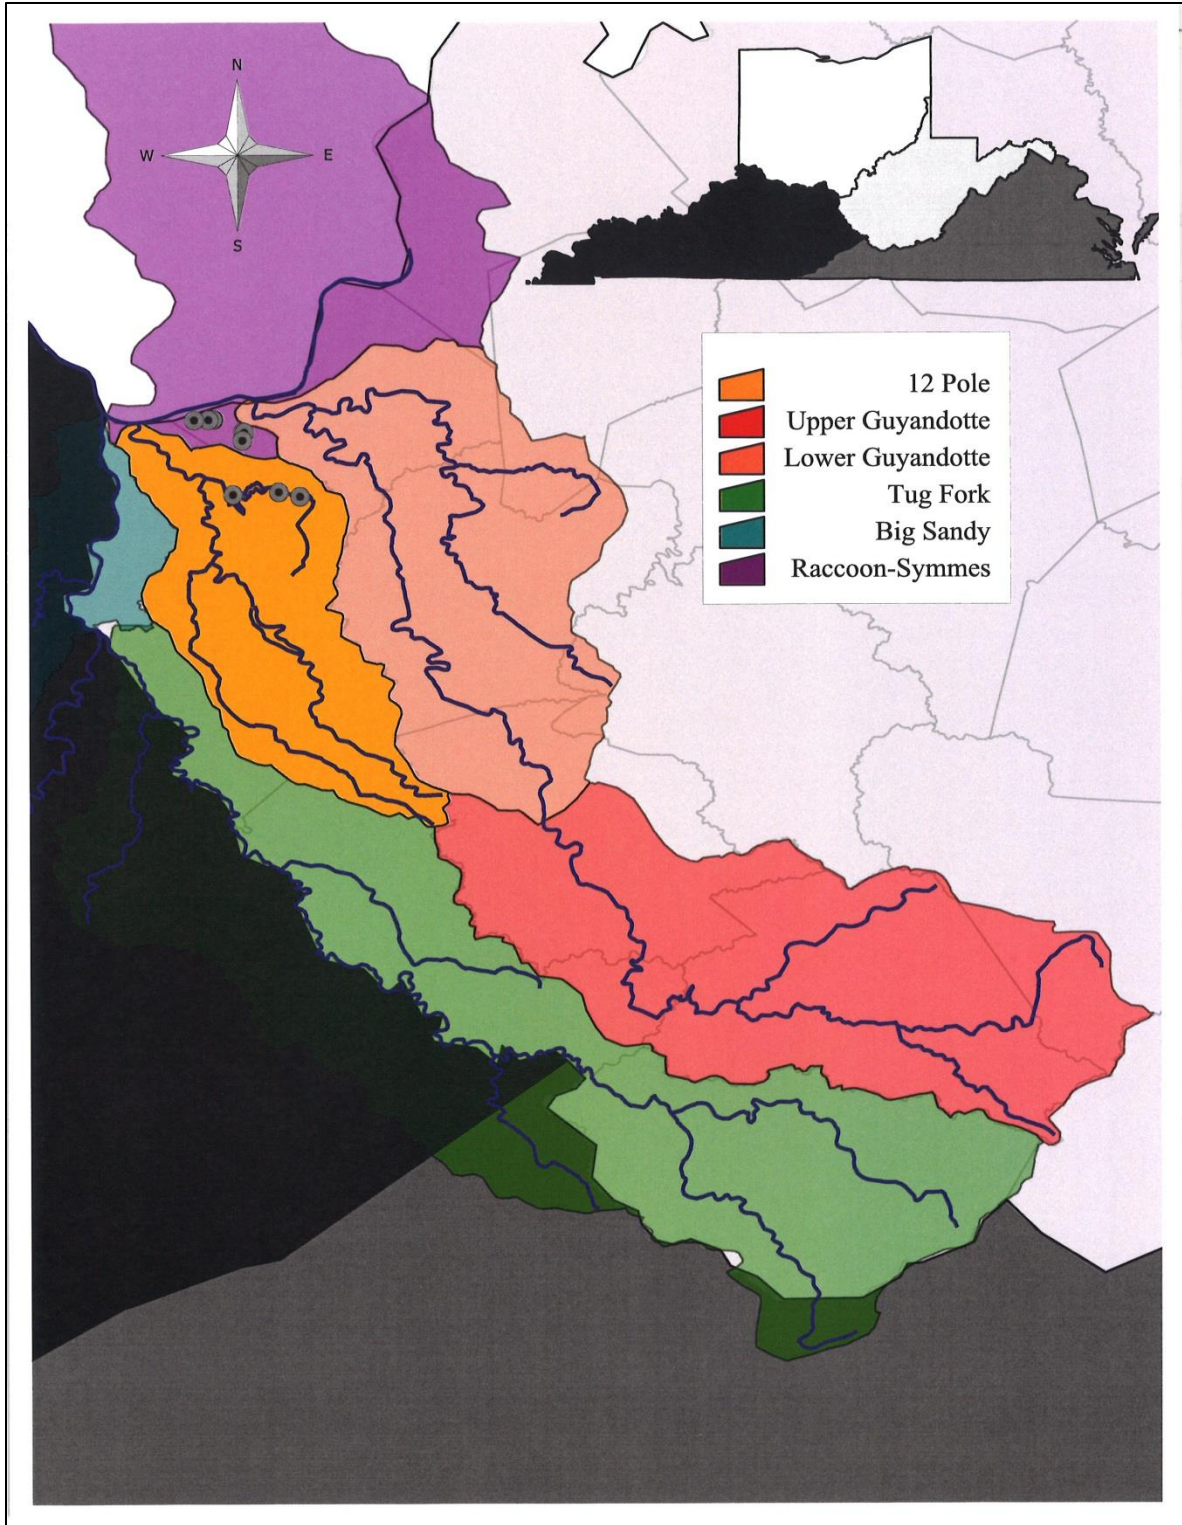 N
W E
S
12 Pole
Upper Guyandotte
Lower Guyandotte
Tug Fork
Big Sandy
Raccoon-Symmes